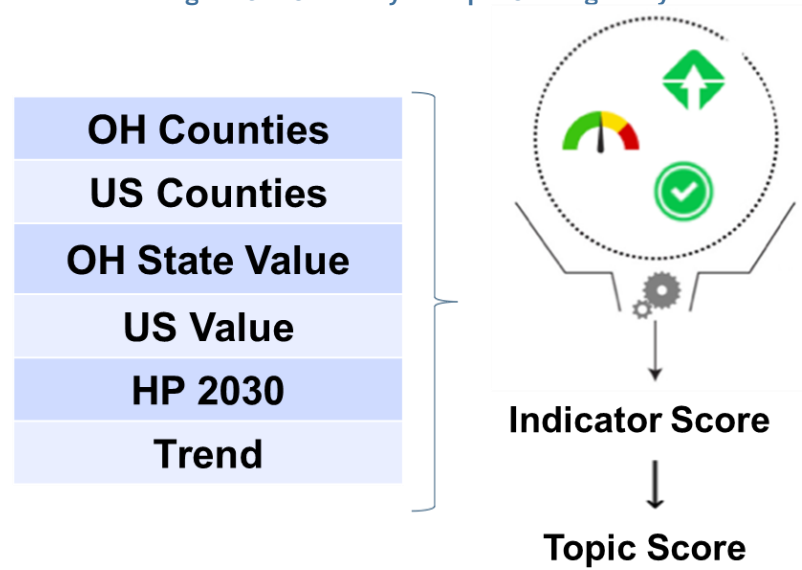 OH Counties
US Counties
OH State Value
US Value
HP 2030
Trend
Indicator Score
Topic Score